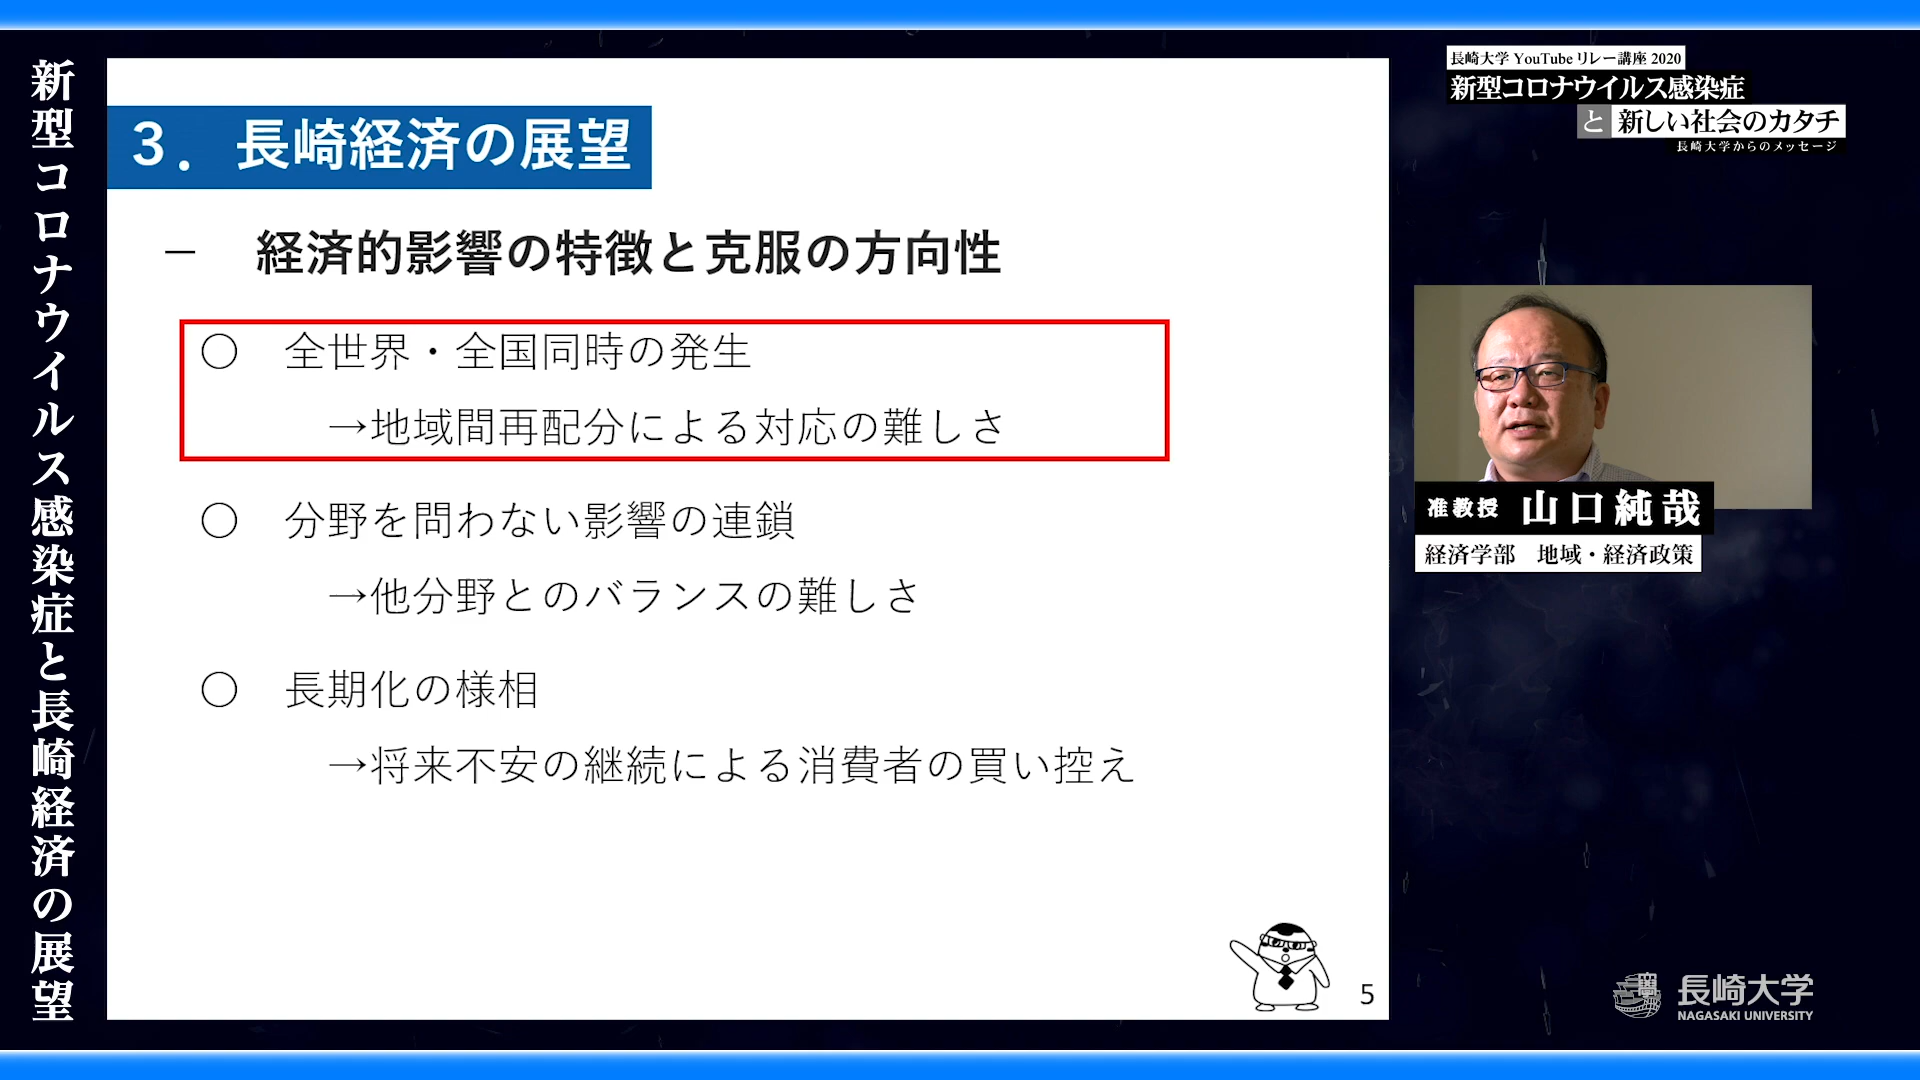 新型コロナウイルス感染症と長崎経済の展望
３．長崎経済の展望
－　経済的影響の特徴と克服の方向性
○　全世界・全国同時の発生
→地域間再配分による対応の難しさ
○　分野を問わない影響の連鎖
→他分野とのバランスの難しさ
○　長期化の様相
→将来不安の継続による消費者の買い控え
5
長崎大学 YouTube リレー講座 2020
新型コロナウイルス感染症
と 新しい社会のカタチ
長崎大学からのメッセージ
准教授 山口純哉
経済学部　地域・経済政策
長崎大学
NAGASAKI UNIVERSITY